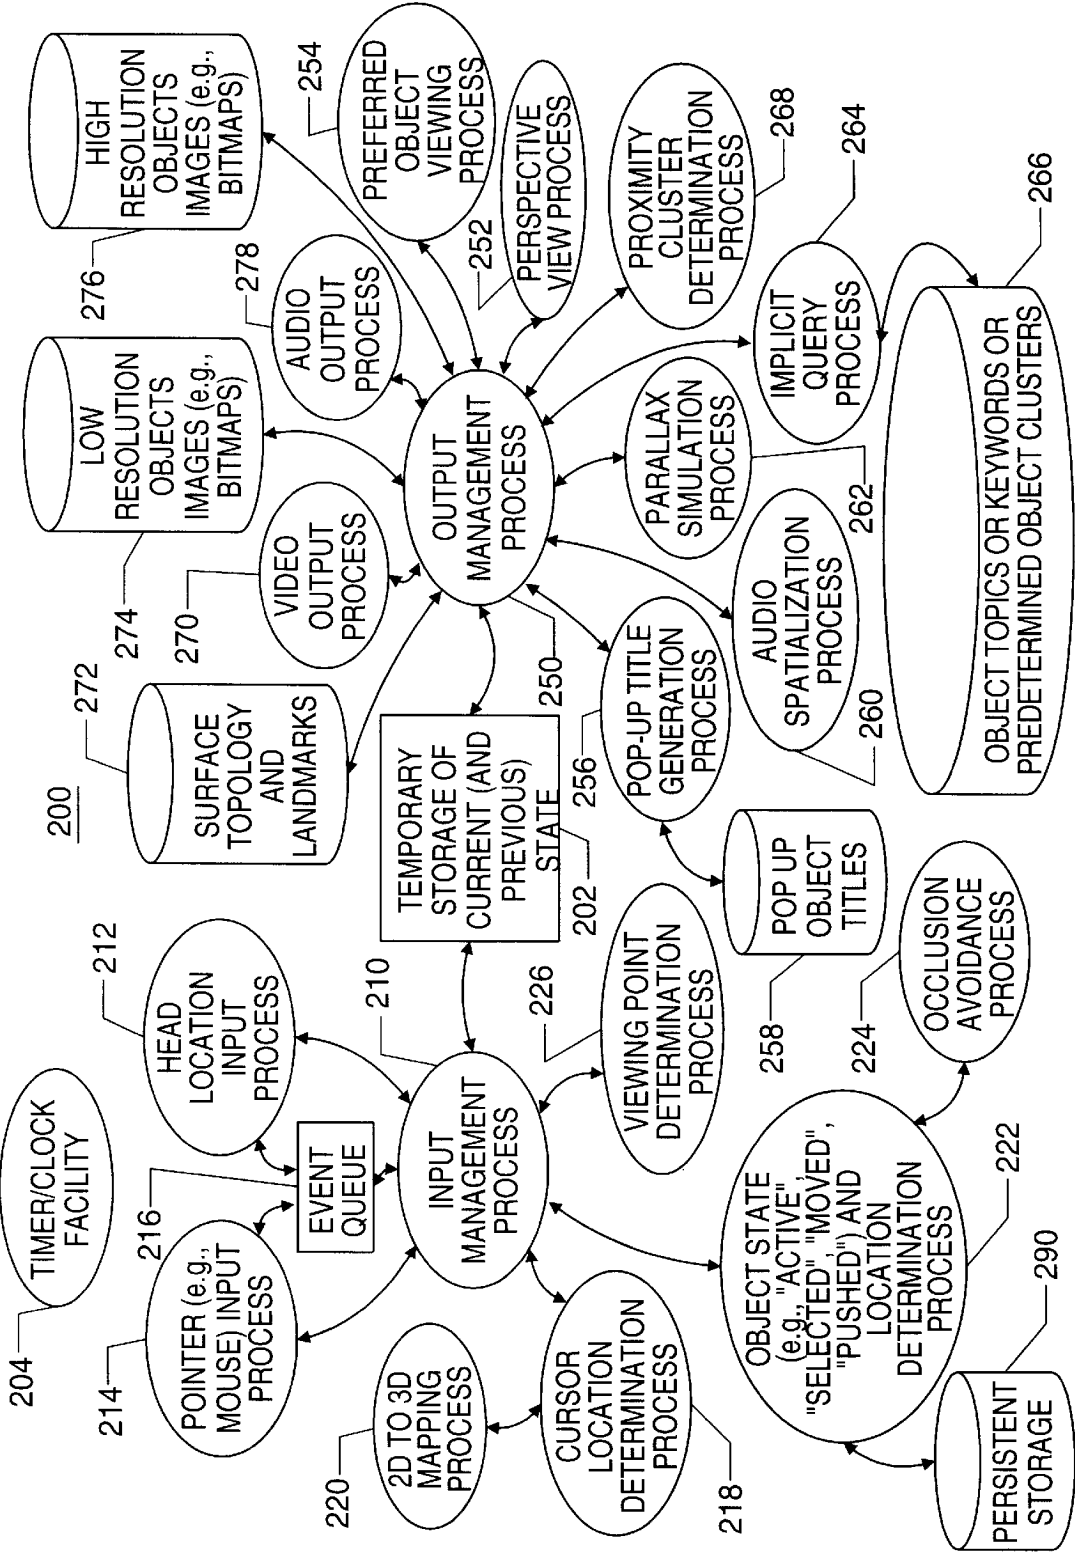 200
TIMER/CLOCK
FACILITY
204
POINTER (e.g.,
MOUSE) INPUT
PROCESS
214
216
HEAD
LOCATION
INPUT
PROCESS
212
EVENT
QUEUE
INPUT
MANAGEMENT
PROCESS
210
2D TO 3D
MAPPING
PROCESS
220
CURSOR
LOCATION
DETERMINATION
PROCESS
218
VIEWING POINT
DETERMINATION
PROCESS
226
OBJECT STATE
(e.g., "ACTIVE"
"SELECTED", "MOVED",
"PUSHED") AND
LOCATION
DETERMINATION
PROCESS
222
OCCLUSION
AVOIDANCE
PROCESS
224
PERSISTENT
STORAGE
290
TEMPORARY
STORAGE OF
CURRENT (AND
PREVIOUS)
STATE
202
SURFACE
TOPOLOGY
AND
LANDMARKS
272
VIDEO
OUTPUT
PROCESS
270
LOW
RESOLUTION
OBJECTS
IMAGES (e.g.,
BITMAPS)
274
AUDIO
OUTPUT
PROCESS
278
HIGH
RESOLUTION
OBJECTS
IMAGES (e.g.,
BITMAPS)
276
OUTPUT
MANAGEMENT
PROCESS
250
PREFERRED
OBJECT
VIEWING
PROCESS
254
PERSPECTIVE
VIEW PROCESS
252
PROXIMITY
CLUSTER
DETERMINATION
PROCESS
268
IMPLICIT
QUERY
PROCESS
264
PARALLAX
SIMULATION
PROCESS
262
AUDIO
SPATIALIZATION
PROCESS
260
POP-UP TITLE
GENERATION
PROCESS
256
POP UP
OBJECT
TITLES
258
OBJECT TOPICS OR KEYWORDS OR
PREDETERMINED OBJECT CLUSTERS
266